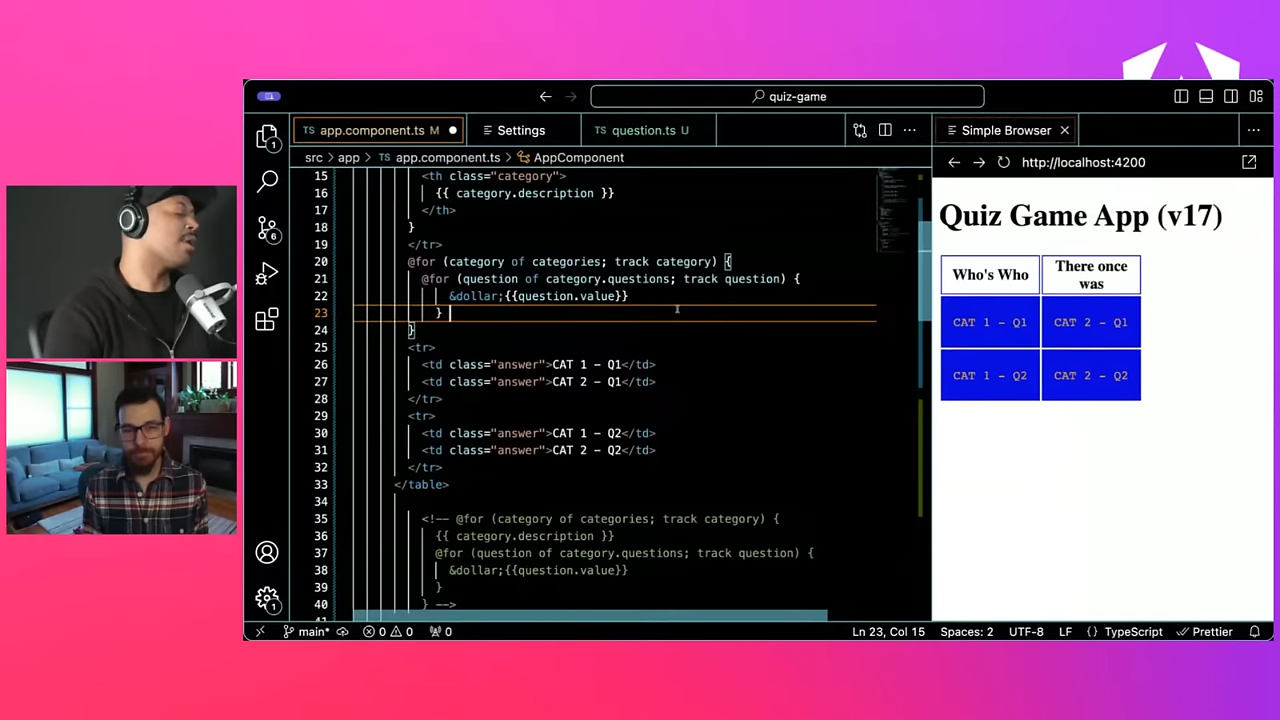 quiz-game
TS app.component.ts M
Settings
TS question.ts U
Simple Browser
src > app > TS app.component.ts > AppComponent
http://localhost:4200
15 <th class="category">
16 {{ category.description }}
17 </th>
18 }
19 </tr>
20 @for (category of categories; track category) {
21 @for (question of category.questions; track question) {
22 &dollar;{{question.value}}
23 }
24 }
25 <tr>
26 <td class="answer">CAT 1 - Q1</td>
27 <td class="answer">CAT 2 - Q1</td>
28 </tr>
29 <tr>
30 <td class="answer">CAT 1 - Q2</td>
31 <td class="answer">CAT 2 - Q2</td>
32 </tr>
33 </table>
34
35 <!-- @for (category of categories; track category) {
36 {{ category.description }}
37 @for (question of category.questions; track question) {
38 &dollar;{{question.value}}
39 }
40 } -->
Quiz Game App (v17)
Who's Who
There once
was
CAT 1 - Q1
CAT 2 - Q1
CAT 1 - Q2
CAT 2 - Q2
1
6
1
main* 0 0 0
Ln 23, Col 15 Spaces: 2 UTF-8 LF {} TypeScript Prettier